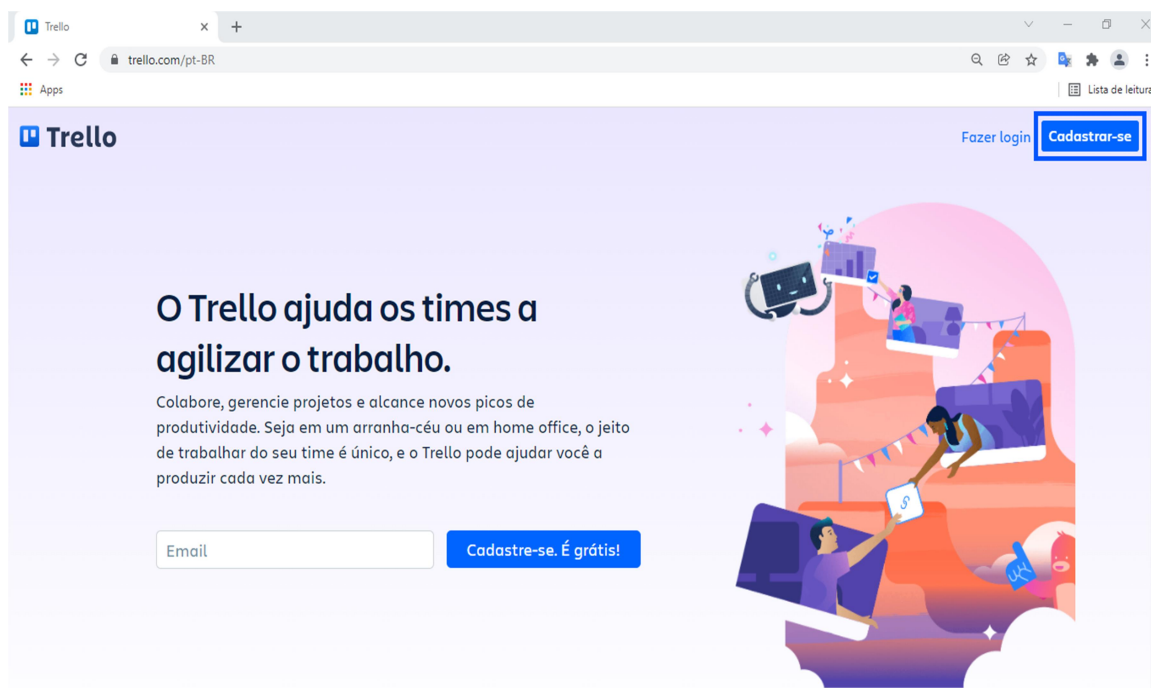 Trello
trello.com/pt-BR
Apps
Lista de leitura
Trello
Fazer login
Cadastrar-se
O Trello ajuda os times a
agilizar o trabalho.
Colabore, gerencie projetos e alcance novos picos de
produtividade. Seja em um arranha-céu ou em home office, o jeito
de trabalhar do seu time é único, e o Trello pode ajudar você a
produzir cada vez mais.
Email
Cadastre-se. É grátis!